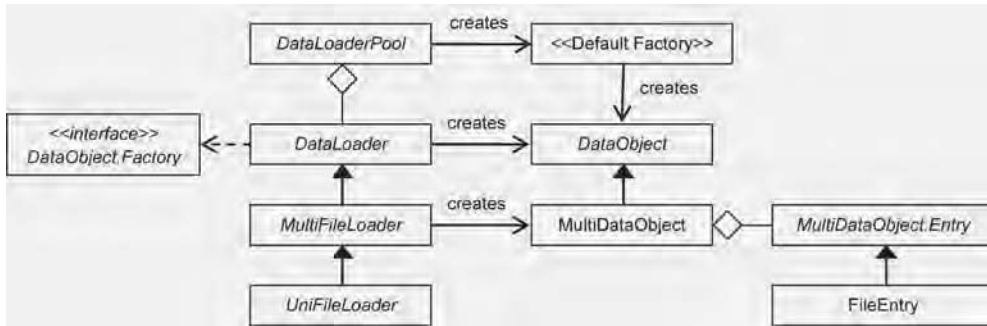 creates
DataLoaderPool
<<Default Factory>>
creates
<<interface>>
DataObject.Factory
creates
DataLoader
DataObject
creates
MultiFileLoader
MultiDataObject
MultiDataObject.Entry
UniFileLoader
FileEntry